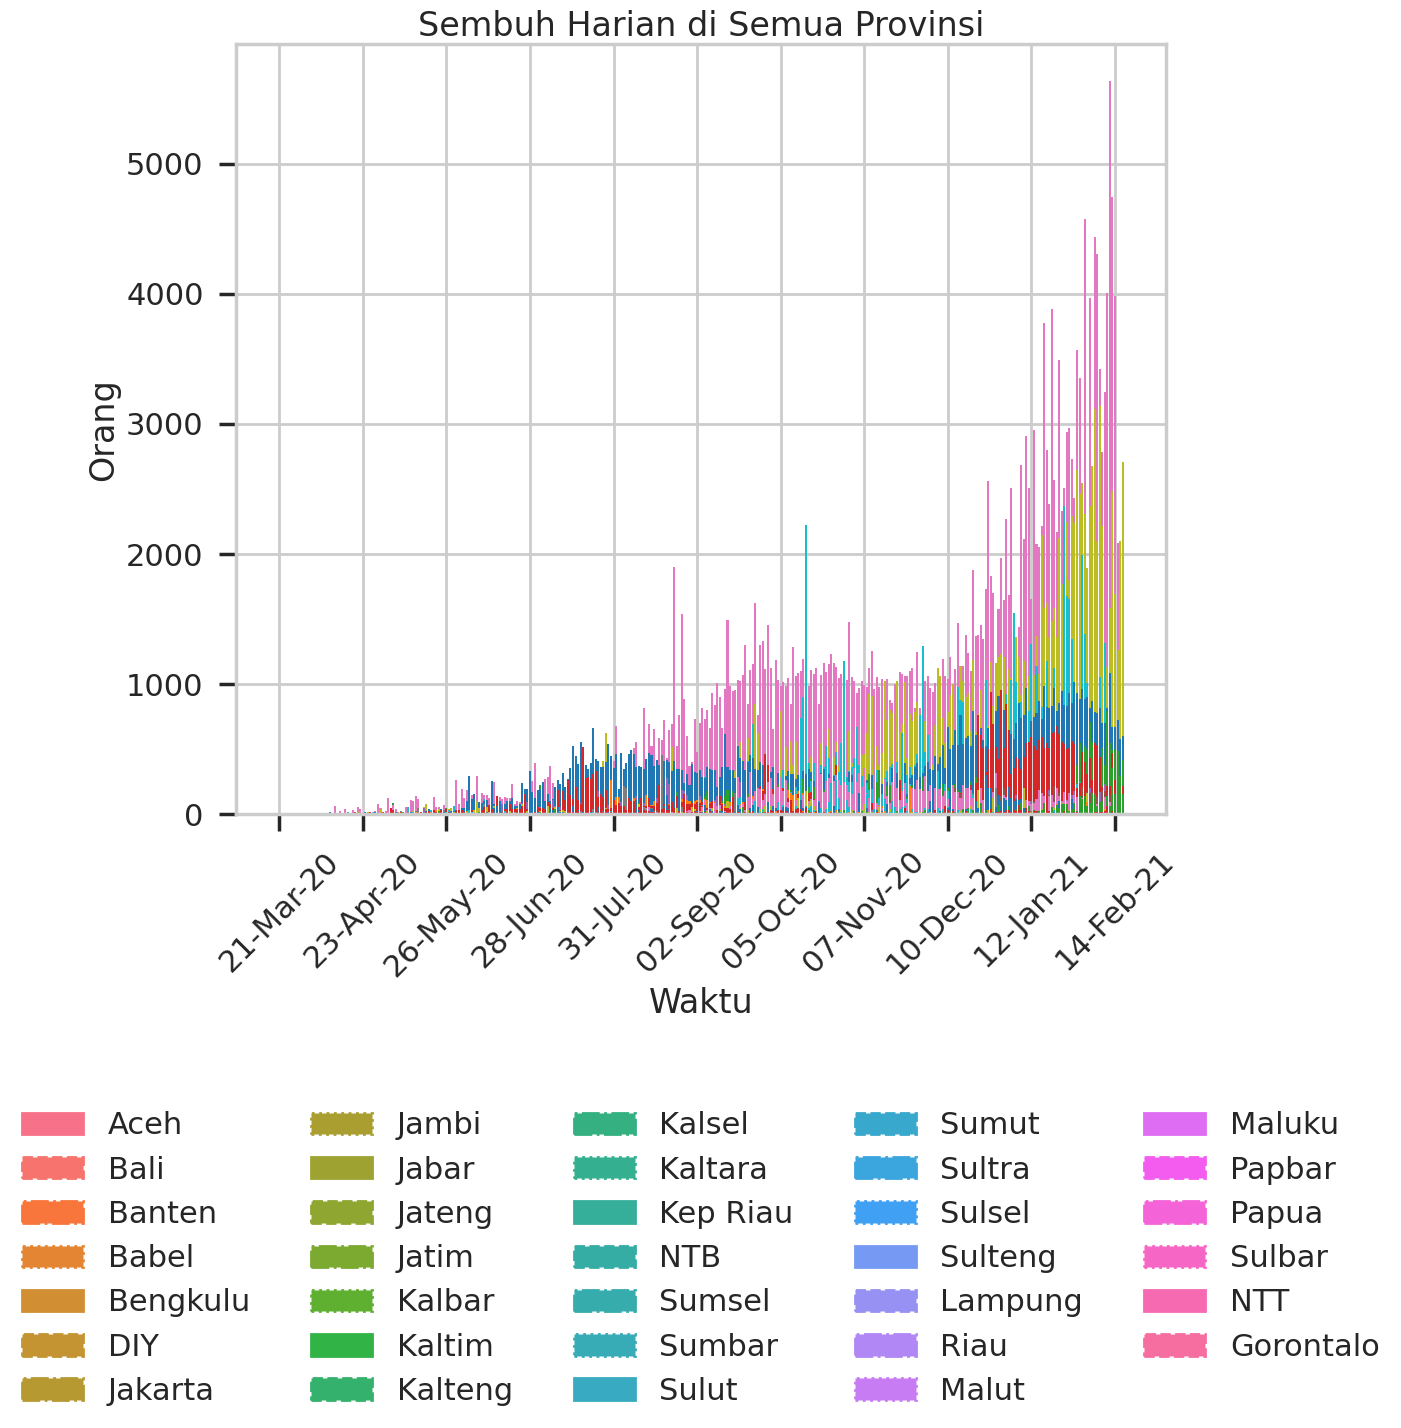 Sembuh Harian di Semua Provinsi
5000
4000
3000
2000
1000
0
Orang
21-Mar-20
23-Apr-20
26-May-20
28-Jun-20
31-Jul-20
02-Sep-20
05-Oct-20
07-Nov-20
10-Dec-20
12-Jan-21
14-Feb-21
Waktu
Aceh
Bali
Banten
Babel
Bengkulu
DIY
Jakarta
Jambi
Jabar
Jateng
Jatim
Kalbar
Kaltim
Kalteng
Kalsel
Kaltara
Kep Riau
NTB
Sumsel
Sumbar
Sulut
Sumut
Sultra
Sulsel
Sulteng
Lampung
Riau
Malut
Maluku
Papbar
Papua
Sulbar
NTT
Gorontalo